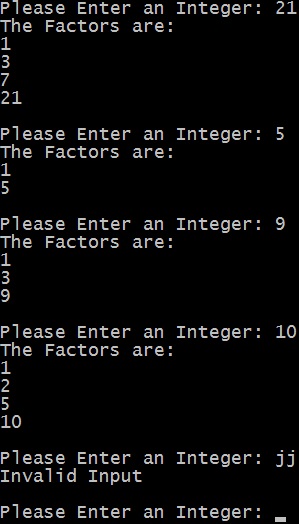 Please Enter an Integer: 21
The Factors are:
1
3
7
21
Please Enter an Integer: 5
The Factors are:
1
5
Please Enter an Integer: 9
The Factors are:
1
3
9
Please Enter an Integer: 10
The Factors are:
1
2
5
10
Please Enter an Integer: jj
Invalid Input
Please Enter an Integer: